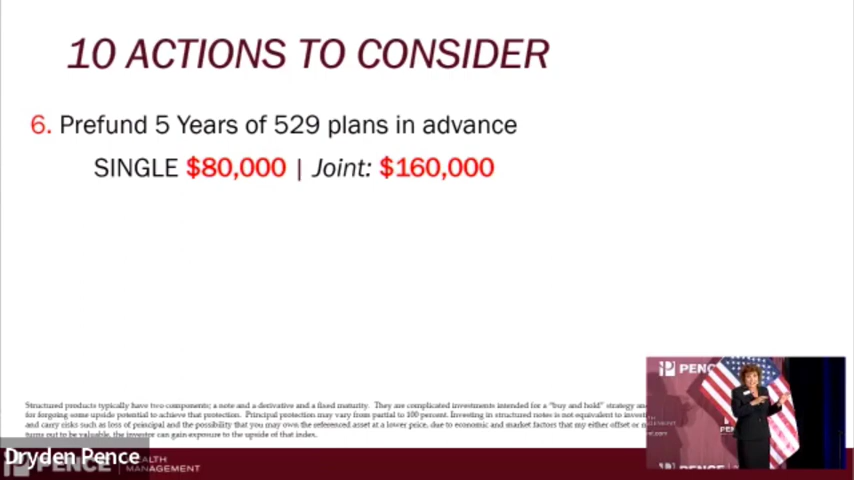 10 ACTIONS TO CONSIDER
6. Prefund 5 Years of 529 plans in advance
SINGLE $80,000 | Joint: $160,000
Structured products typically have two components; a note and a derivative and a fixed maturity. They are complicated investments intended for a “buy and hold” strategy and
for forgoing some upside potential to achieve that protection. Principal protection may vary from partial to 100 percent. Investing in structured notes is not equivalent to
and carry risks such as loss of principal and the possibility that you may own the referenced asset at a lower price, due to economic and market factors that my either offset or
turns out to be valuable, the investor can gain exposure to the upside of that index.
Dryden Pence
PENCE WEALTH
MANAGEMENT
PENCE